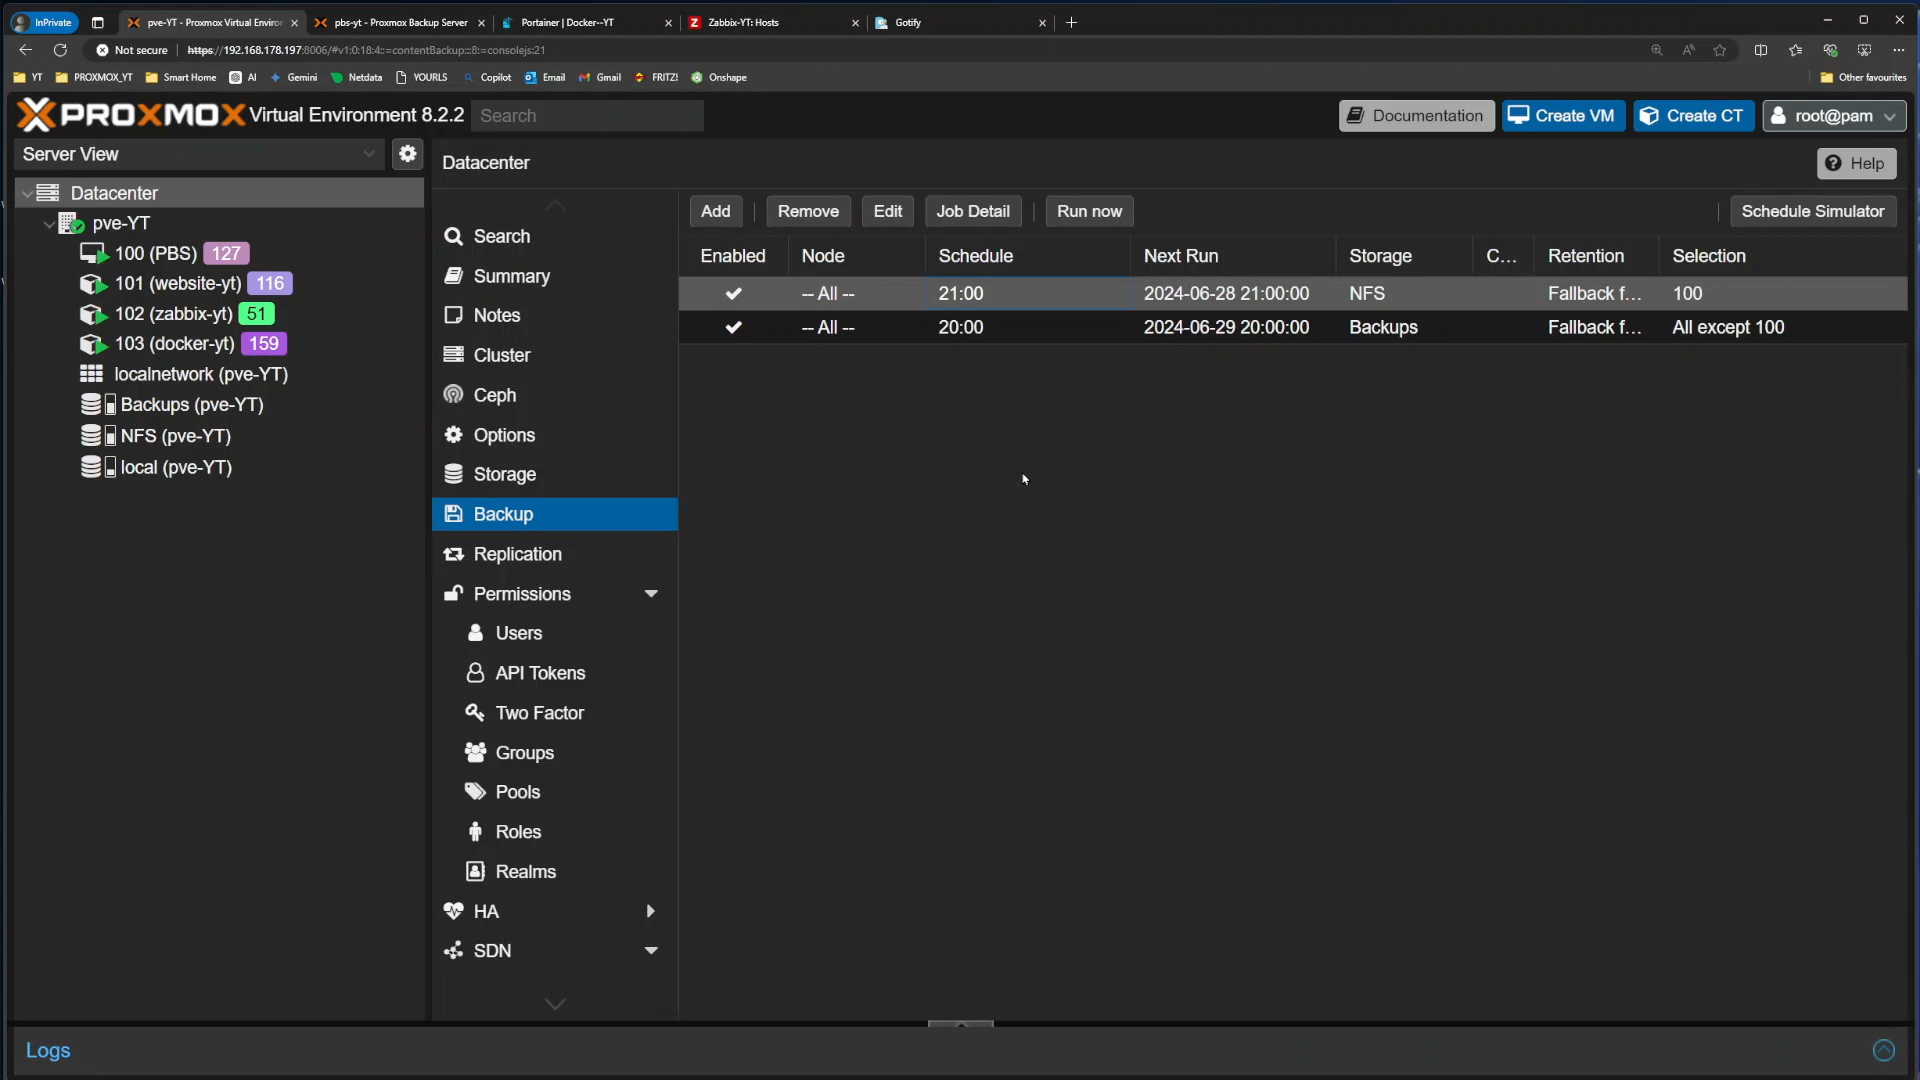 InPrivate
pve-YT - Proxmox Virtual Enviror
pbs-yt - Proxmox Backup Server
Portainer | Docker--YT
Zabbix-YT: Hosts
Gotify
Not secure
https://192.168.178.197:8006/#v1:0:18:4::=contentBackup:::8:=consolejs:21
YT
PROXMOX_YT
Smart Home
AI
Gemini
Netdata
YOURLS
Copilot
Email
Gmail
FRITZ!
Onshape
Other favourites
PROXMOX Virtual Environment 8.2.2
Search
Documentation
Create VM
Create CT
root@pam
Server View
Datacenter
pve-YT
100 (PBS) 127
101 (website-yt) 116
102 (zabbix-yt) 51
103 (docker-yt) 159
localnetwork (pve-YT)
Backups (pve-YT)
NFS (pve-YT)
local (pve-YT)
Datacenter
Help
Search
Summary
Notes
Cluster
Ceph
Options
Storage
Backup
Replication
Permissions
Users
API Tokens
Two Factor
Groups
Pools
Roles
Realms
HA
SDN
Add
Remove
Edit
Job Detail
Run now
Schedule Simulator
Enabled Node Schedule Next Run Storage C... Retention Selection
-- All -- 21:00 2024-06-28 21:00:00 NFS Fallback f... 100
-- All -- 20:00 2024-06-29 20:00:00 Backups Fallback f... All except 100
Logs